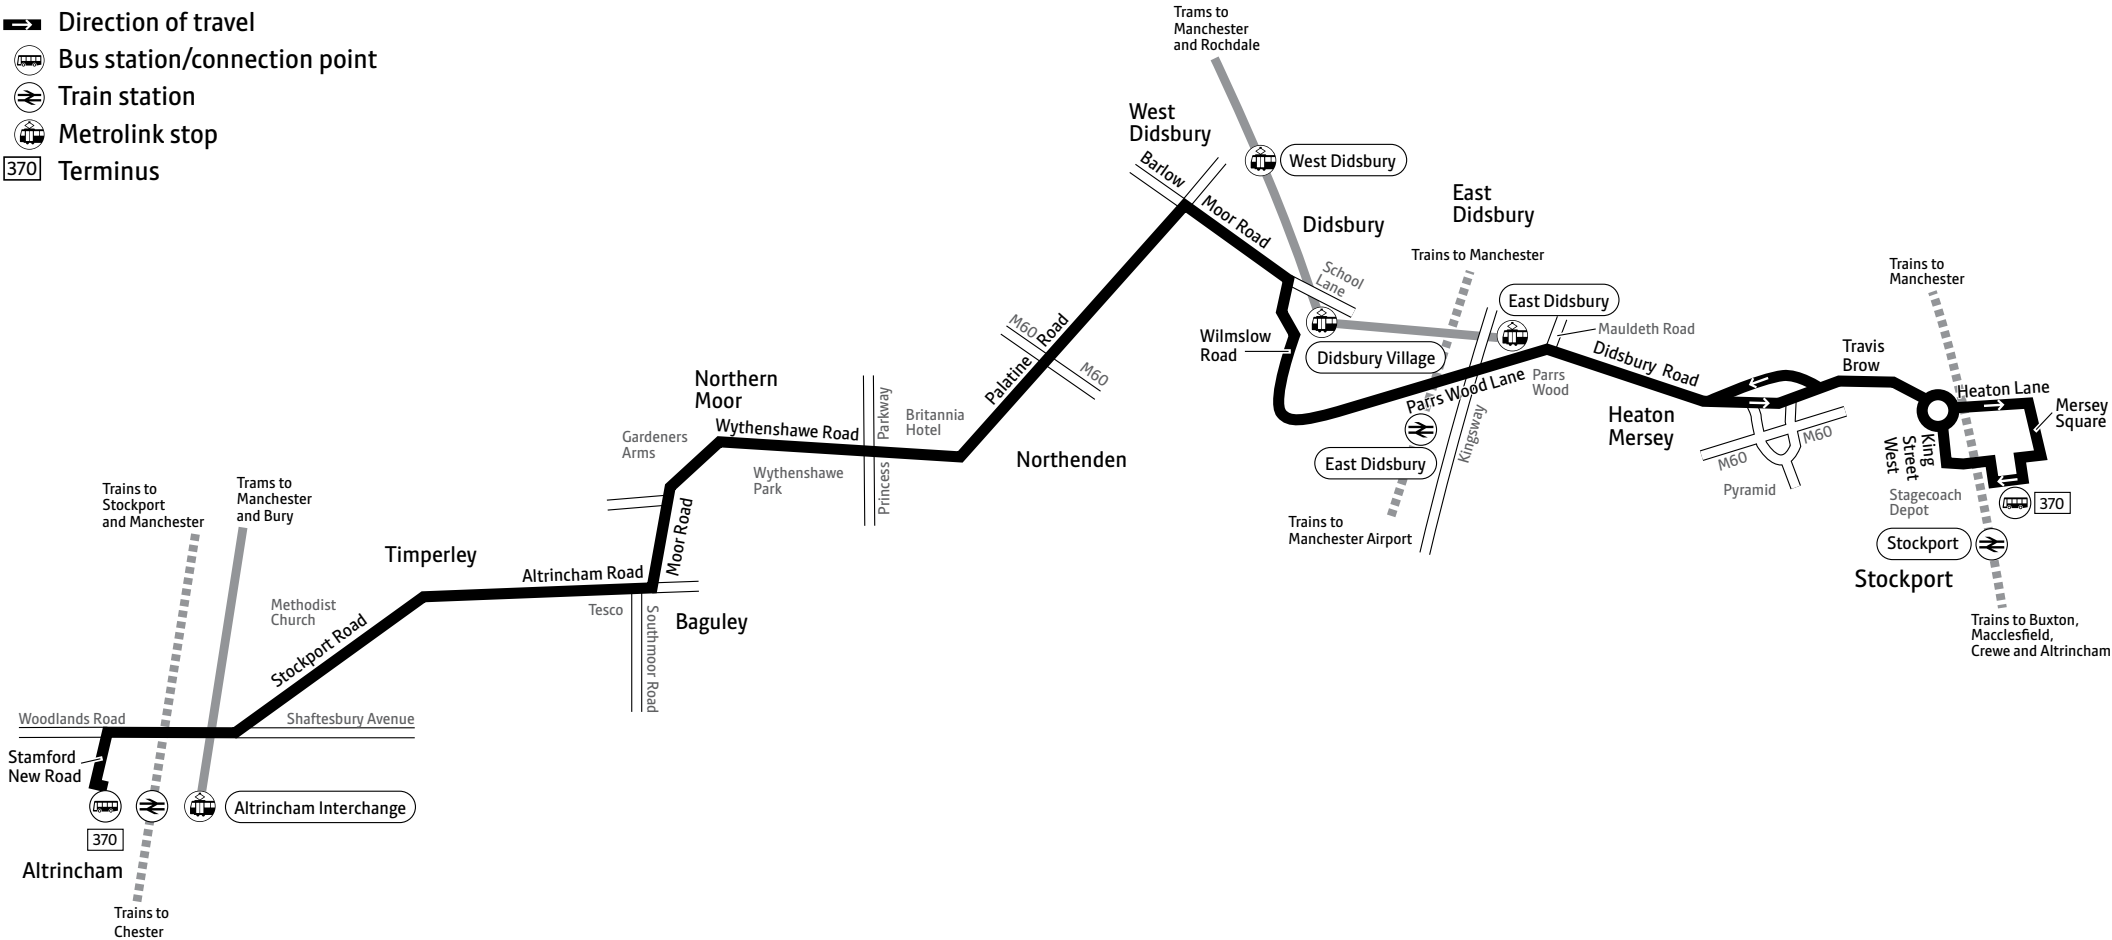 Direction of travel
Bus station/connection point
Train station
Metrolink stop
370 Terminus
Trams to
Manchester
and Rochdale
West
Didsbury
Barlow
Moor Road
West Didsbury
Didsbury
East
Didsbury
Trains to Manchester
School
Lane
East Didsbury
Mauldeth Road
Wilmslow
Road
Didsbury Village
Parrs Wood Lane
Parrs
Wood
Didsbury Road
Kingsway
East Didsbury
Trains to
Manchester Airport
Heaton
Mersey
M60
M60
Pyramid
Travis
Brow
Trains to
Manchester
Heaton Lane
Mersey
Square
King
Street
West
Stagecoach
Depot
370
Stockport
Stockport
Trains to Buxton,
Macclesfield,
Crewe and Altrincham
M60
M60
Palatine Road
Northenden
Northern
Moor
Wythenshawe Road
Princess Parkway
Britannia
Hotel
Gardeners
Arms
Wythenshawe
Park
Moor Road
Trains to
Stockport
and Manchester
Trams to
Manchester
and Bury
Timperley
Altrincham Road
Tesco
Southmoor Road
Baguley
Methodist
Church
Stockport Road
Woodlands Road
Shaftesbury Avenue
Stamford
New Road
Altrincham Interchange
370
Altrincham
Trains to
Chester